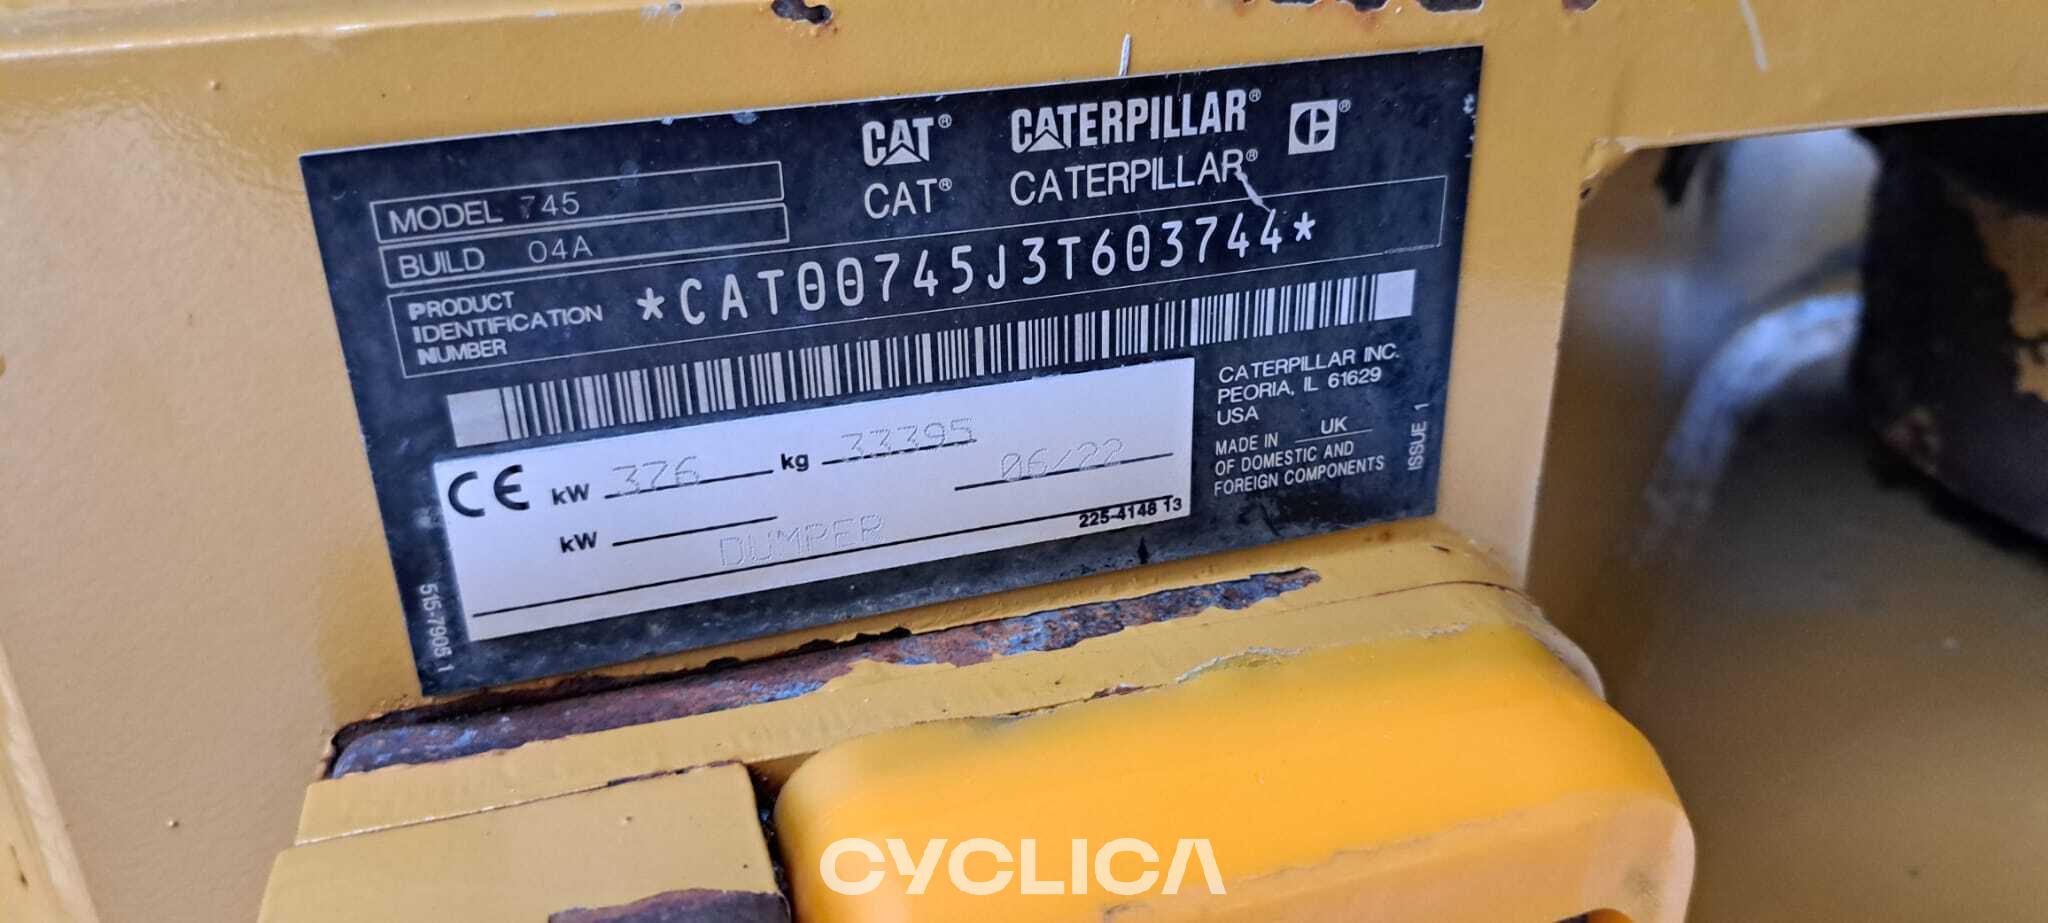 CAT® CATERPILLAR® ®
CAT® CATERPILLAR®
MODEL 745
BUILD 04A
PRODUCT
IDENTIFICATION
NUMBER
*CAT00745J3T603744*
CE kW 376 kg 33395 06/22
kW DUMPER
225-4148 13
CATERPILLAR INC.
PEORIA, IL 61629
USA
MADE IN UK
OF DOMESTIC AND
FOREIGN COMPONENTS
ISSUE 1
515-7905 1
CYCLICA